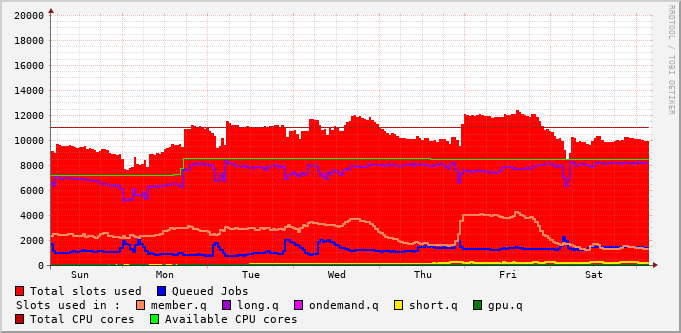 20000
18000
16000
14000
12000
10000
8000
6000
4000
2000
0
Sun Mon Tue Wed Thu Fri Sat
RRDTOOL / TOBI OETIKER
Total slots used Queued Jobs
Slots used in : member.q long.q ondemand.q short.q gpu.q
Total CPU cores Available CPU cores